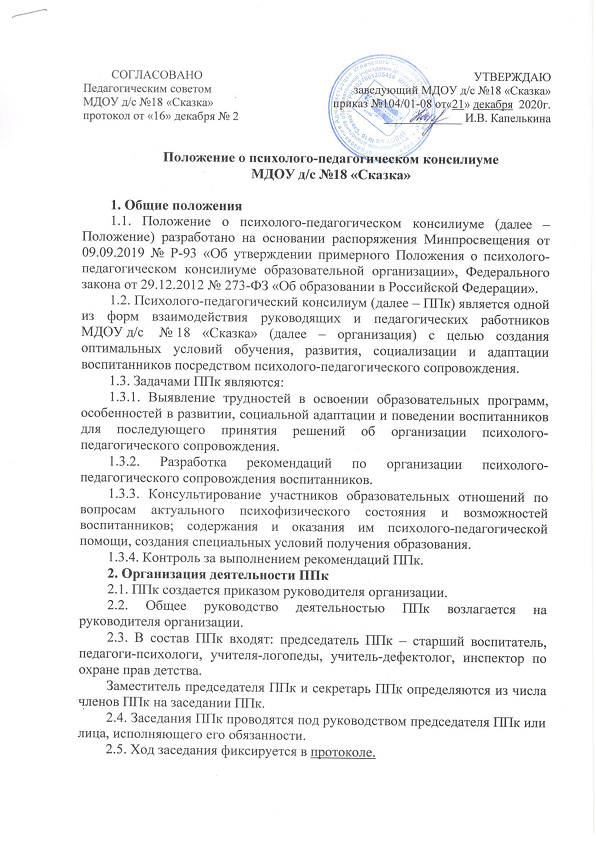 СОГЛАСОВАНО
Педагогическим советом
МДОУ д/с №18 «Сказка»
протокол от «16» декабря № 2
УТВЕРЖДАЮ
заведующий МДОУ д/с №18 «Сказка»
приказ №104/01-08 от«21» декабря 2020г.
И.В. Капелькина
Положение о психолого-педагогическом консилиуме
МДОУ д/с №18 «Сказка»
1. Общие положения
1.1. Положение о психолого-педагогическом консилиуме (далее –
Положение) разработано на основании распоряжения Минпросвещения от
09.09.2019 № Р-93 «Об утверждении примерного Положения о психолого-
педагогическом консилиуме образовательной организации», Федерального
закона от 29.12.2012 № 273-ФЗ «Об образовании в Российской Федерации».
1.2. Психолого-педагогический консилиум (далее – ППк) является одной
из форм взаимодействия руководящих и педагогических работников
МДОУ д/с № 18 «Сказка» (далее – организация) с целью создания
оптимальных условий обучения, развития, социализации и адаптации
воспитанников посредством психолого-педагогического сопровождения.
1.3. Задачами ППк являются:
1.3.1. Выявление трудностей в освоении образовательных программ,
особенностей в развитии, социальной адаптации и поведении воспитанников
для последующего принятия решений об организации психолого-
педагогического сопровождения.
1.3.2. Разработка рекомендаций по организации психолого-
педагогического сопровождения воспитанников.
1.3.3. Консультирование участников образовательных отношений по
вопросам актуального психофизического состояния и возможностей
воспитанников; содержания и оказания им психолого-педагогической
помощи, создания специальных условий получения образования.
1.3.4. Контроль за выполнением рекомендаций ППк.
2. Организация деятельности ППк
2.1. ППк создается приказом руководителя организации.
2.2. Общее руководство деятельностью ППк возлагается на
руководителя организации.
2.3. В состав ППк входят: председатель ППк – старший воспитатель,
педагоги-психологи, учителя-логопеды, учитель-дефектолог, инспектор по
охране прав детства.
Заместитель председателя ППк и секретарь ППк определяются из числа
членов ППк на заседании ППк.
2.4. Заседания ППк проводятся под руководством председателя ППк или
лица, исполняющего его обязанности.
2.5. Ход заседания фиксируется в протоколе.